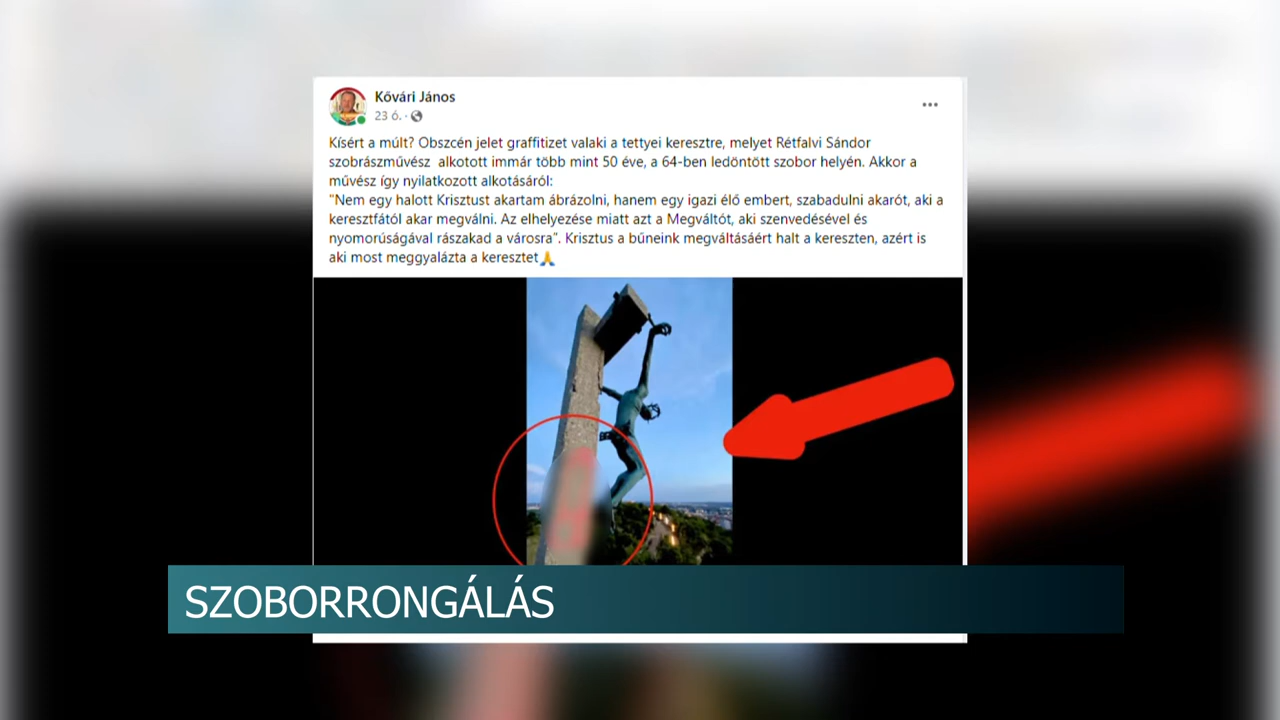 Kővári János
23 ó. ·
Kísért a múlt? Obszcén jelet graffitizet valaki a tettyei keresztre, melyet Rétfalvi Sándor
szobrászművész alkotott immár több mint 50 éve, a 64-ben ledöntött szobor helyén. Akkor a
művész így nyilatkozott alkotásáról:
"Nem egy halott Krisztust akartam ábrázolni, hanem egy igazi élő embert, szabadulni akarót, aki a
keresztfától akar megválni. Az elhelyezése miatt azt a Megváltót, aki szenvedésével és
nyomorúságával rászakad a városra”. Krisztus a bűneink megváltásáért halt a kereszten, azért is
aki most meggyalázta a keresztet🙏
SZOBORRONGÁLÁS